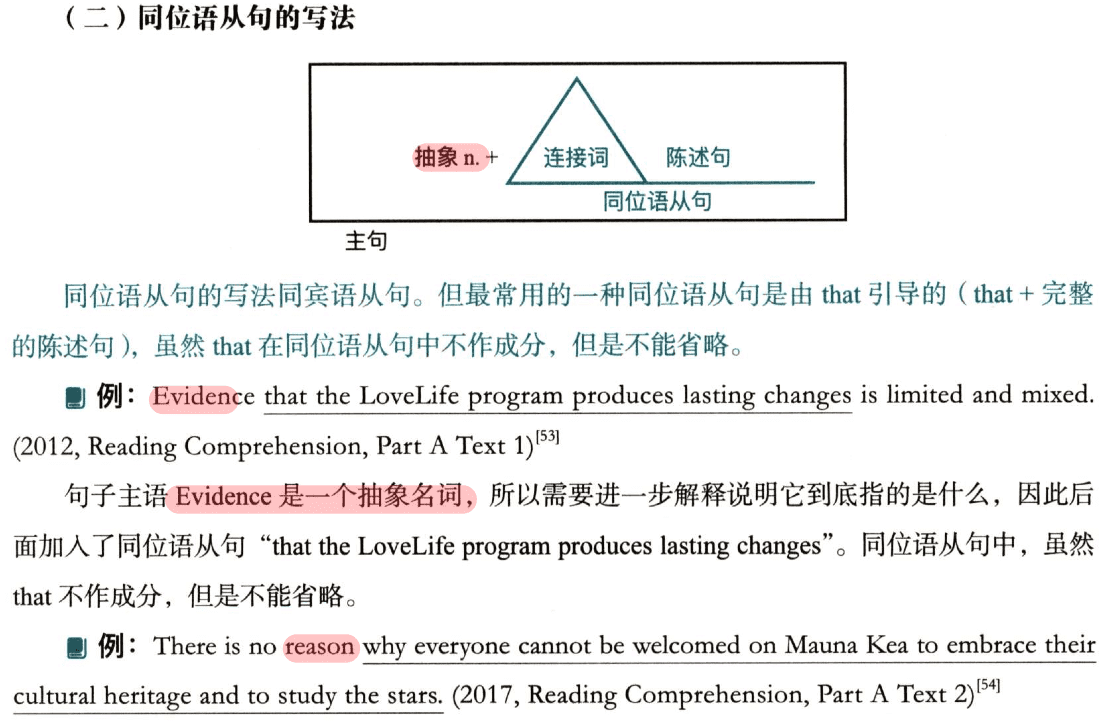 （二）同位语从句的写法
抽象 n. + 连接词 陈述句
同位语从句
主句
同位语从句的写法同宾语从句。但最常用的一种同位语从句是由 that 引导的（that + 完整
的陈述句），虽然 that 在同位语从句中不作成分，但是不能省略。
例：Evidence that the LoveLife program produces lasting changes is limited and mixed.
(2012, Reading Comprehension, Part A Text 1)[53]
句子主语 Evidence 是一个抽象名词，所以需要进一步解释说明它到底指的是什么，因此后
面加入了同位语从句“that the LoveLife program produces lasting changes”。同位语从句中，虽然
that 不作成分，但是不能省略。
例：There is no reason why everyone cannot be welcomed on Mauna Kea to embrace their
cultural heritage and to study the stars. (2017, Reading Comprehension, Part A Text 2)[54]